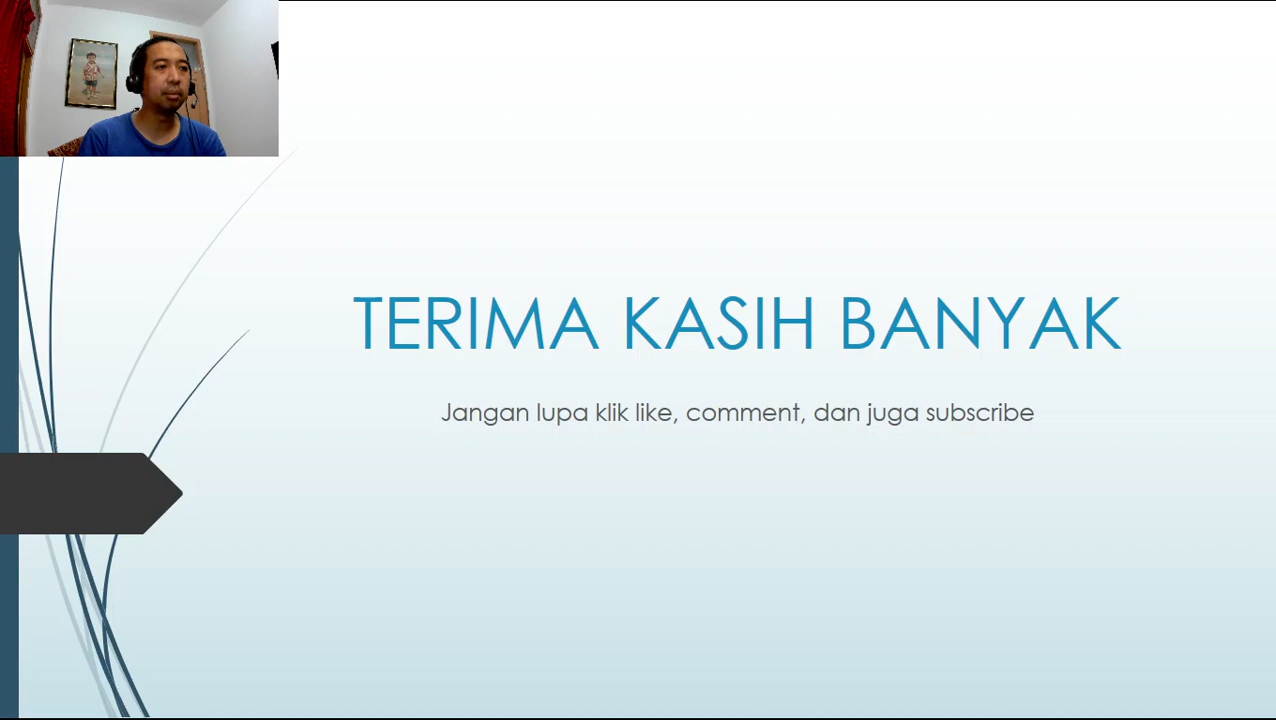 TERIMA KASIH BANYAK
Jangan lupa klik like, comment, dan juga subscribe